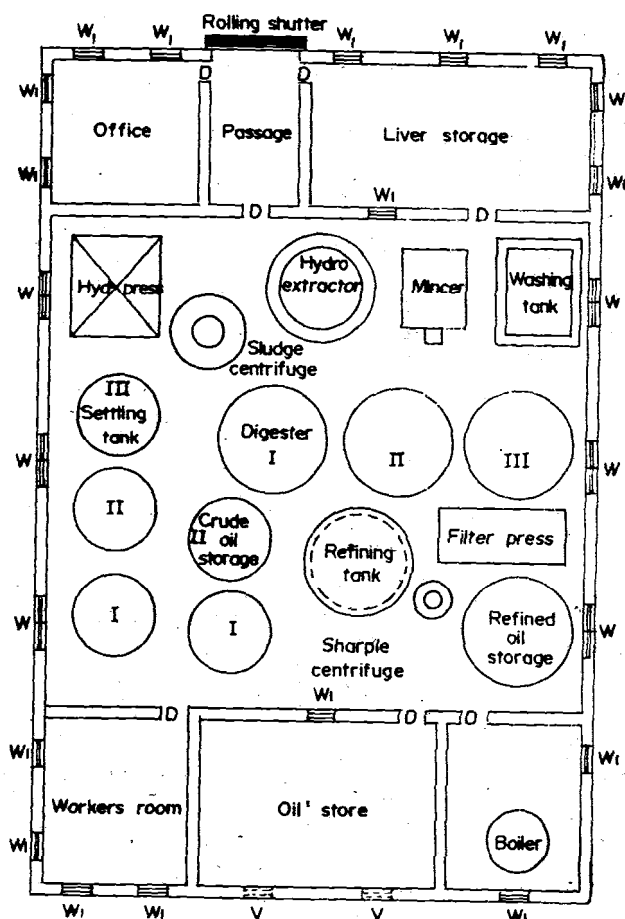 Rolling shutter
W1 W1 W1 W1 W1
D D
W1 W
Office Passage Liver storage
W1 W1
W1
D D
Hyd. press Hydro extractor Mincer Washing tank
W W
Sludge centrifuge
III Settling tank
Digester I
II
III
W W
II
Crude II oil storage
Refining tank
Filter press
I
I
Refined oil storage
W W
Sharple centrifuge
W1
D D D
W1 W1
Workers room Oil store Boiler
W1
W1 W1 V V W1